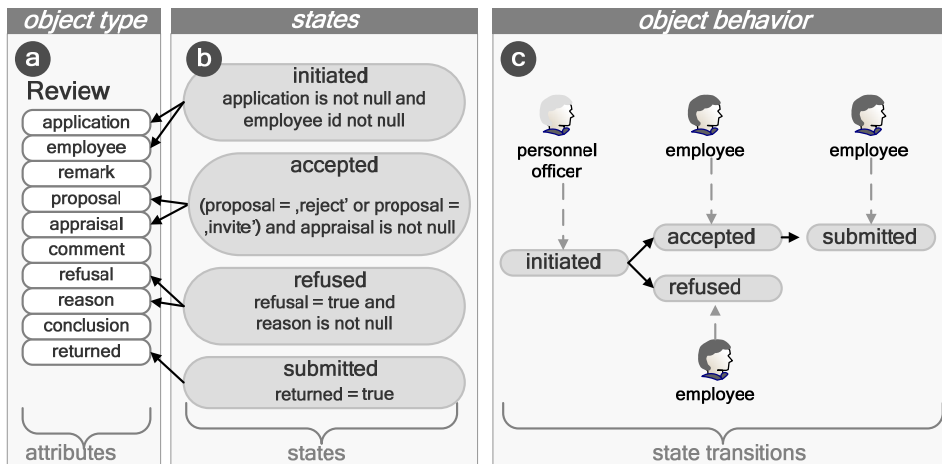 object type
states
object behavior
a
Review
application
employee
remark
proposal
appraisal
comment
refusal
reason
conclusion
returned
attributes
b
initiated
application is not null and
employee id not null
accepted
(proposal = ‚reject’ or proposal =
‚invite’) and appraisal is not null
refused
refusal = true and
reason is not null
submitted
returned = true
states
c
personnel
officer
employee
employee
initiated
accepted
submitted
refused
employee
state transitions